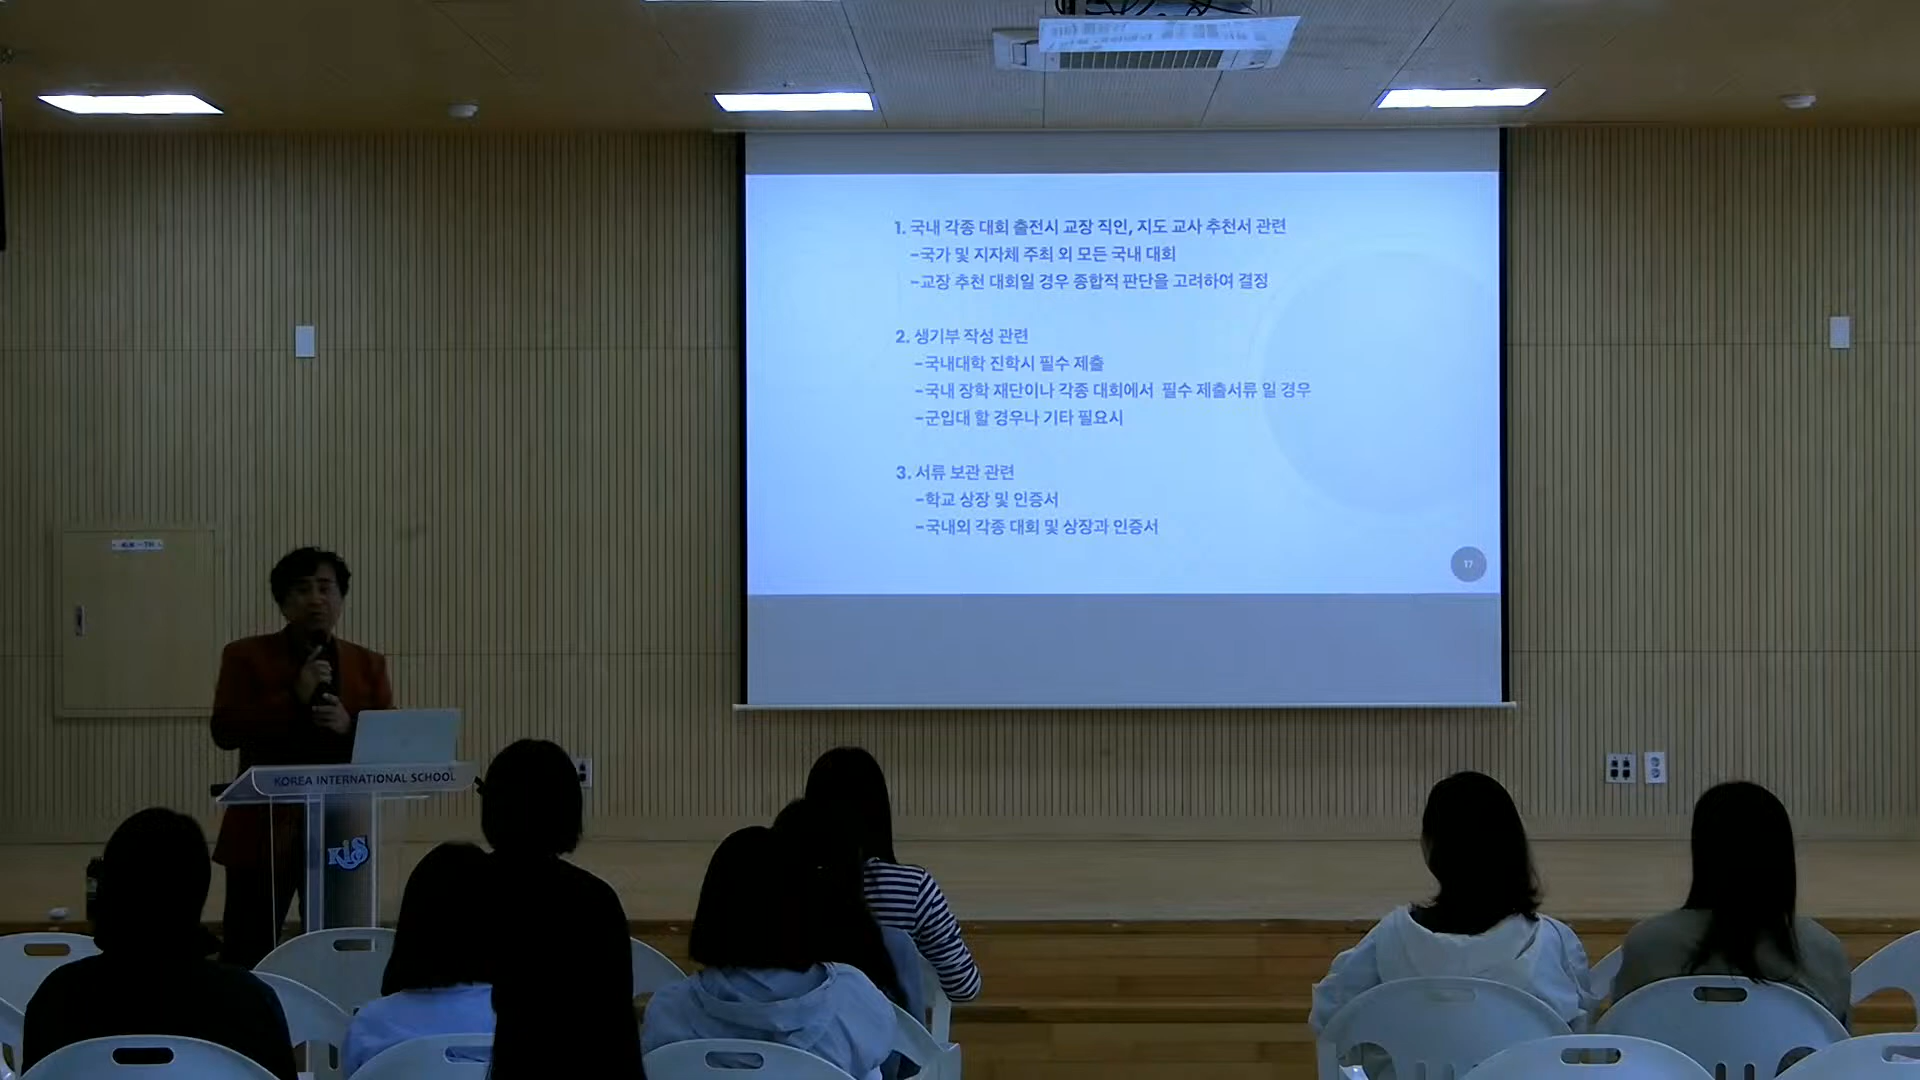 1. 국내 각종 대회 출전시 교장 직인, 지도 교사 추천서 관련
-국가 및 지자체 주최 외 모든 국내 대회
-교장 추천 대회일 경우 종합적 판단을 고려하여 결정
2. 생기부 작성 관련
-국내대학 진학시 필수 제출
-국내 장학 재단이나 각종 대회에서 필수 제출서류 일 경우
-군입대 할 경우나 기타 필요시
3. 서류 보관 관련
-학교 상장 및 인증서
-국내외 각종 대회 및 상장과 인증서
17
KOREA INTERNATIONAL SCHOOL
KIS